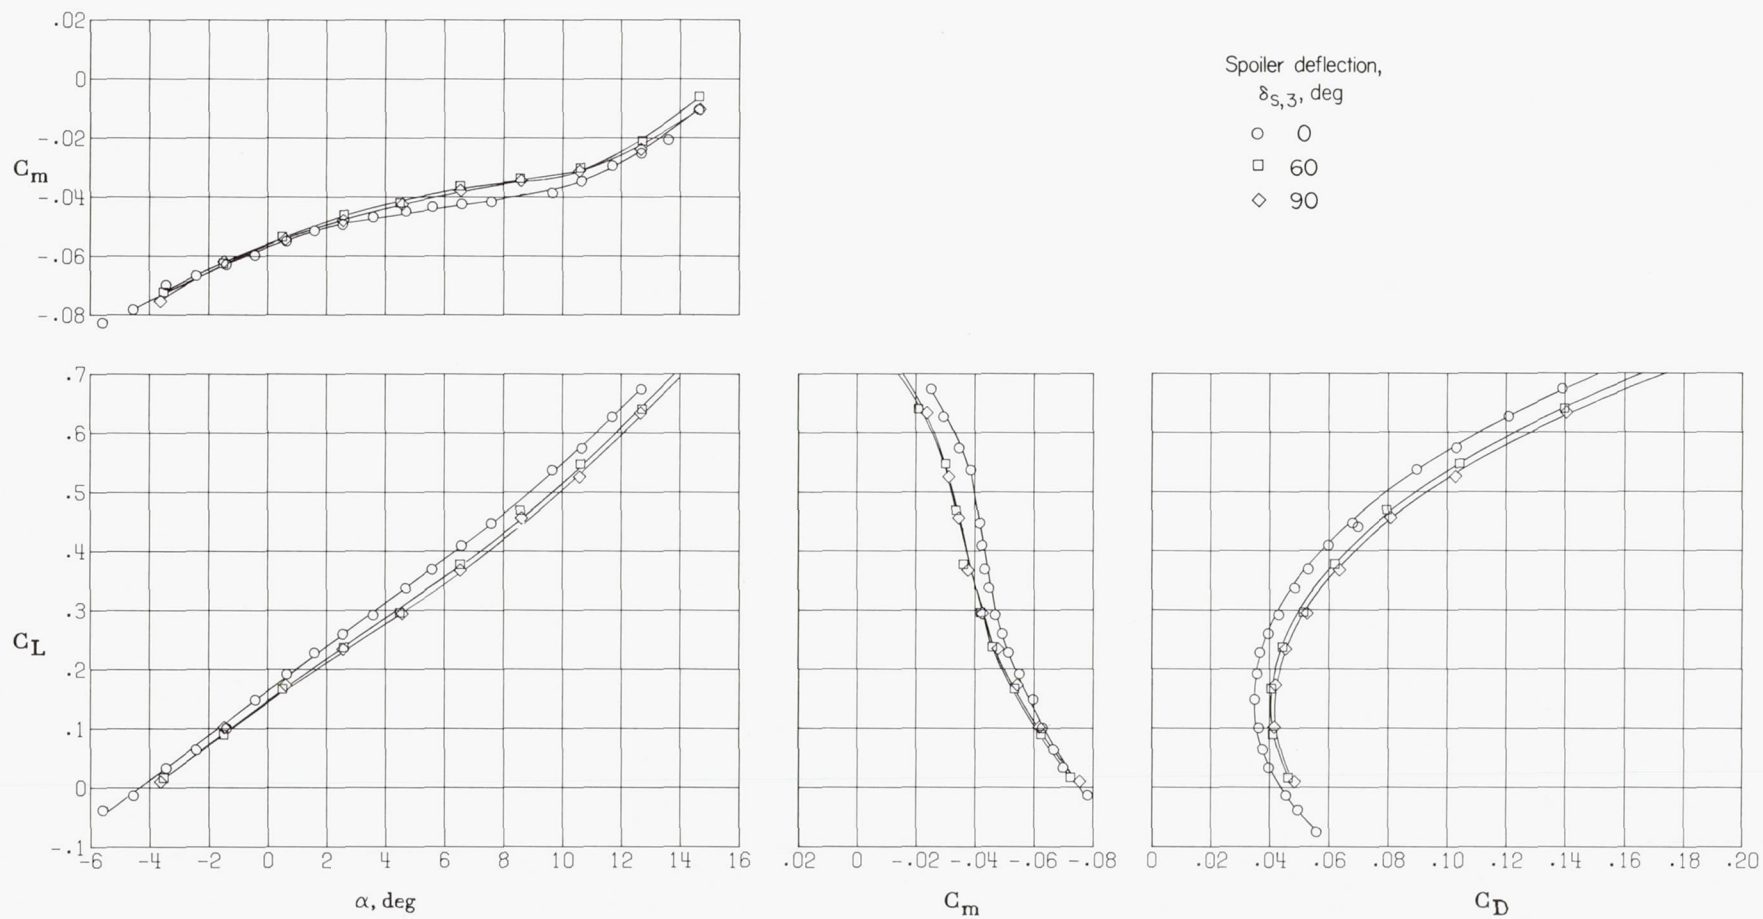 .02
0
-.02
C_m
-.04
-.06
-.08
Spoiler deflection,
δ_S,3, deg
0
60
90
.7
.6
.5
.4
.3
C_L
.2
.1
0
-.1
-6 -4 -2 0 2 4 6 8 10 12 14 16
α, deg
.02 0 -.02 -.04 -.06 -.08
C_m
0 .02 .04 .06 .08 .10 .12 .14 .16 .18 .20
C_D